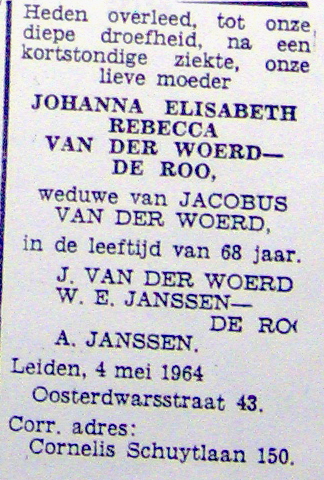 Heden overleed, tot onze
diepe droefheid, na een
kortstondige ziekte, onze
lieve moeder
JOHANNA ELISABETH
REBECCA
VAN DER WOERD—
DE ROO,
weduwe van JACOBUS
VAN DER WOERD,
in de leeftijd van 68 jaar.
J. VAN DER WOERD
W. E. JANSSEN—
DE ROO
A. JANSSEN.
Leiden, 4 mei 1964
Oosterdwarsstraat 43.
Corr. adres:
Cornelis Schuytlaan 150.